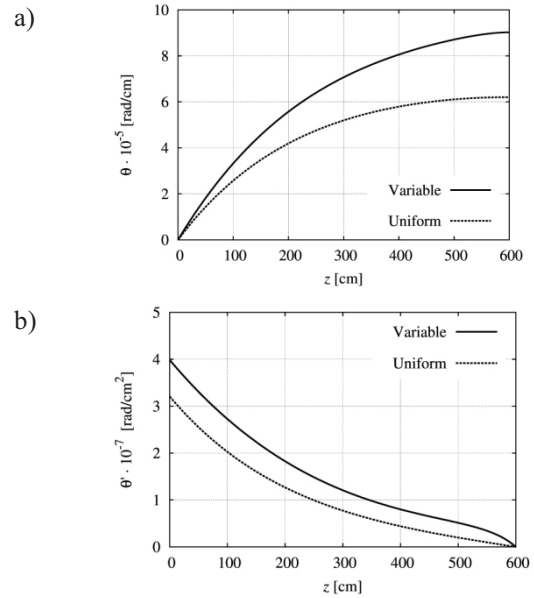 a)
10
8
6
4
2
0
θ · 10⁻⁵ [rad/cm]
Variable
Uniform
0 100 200 300 400 500 600
z [cm]
b)
5
4
3
2
1
0
θ' · 10⁻⁷ [rad/cm²]
Variable
Uniform
0 100 200 300 400 500 600
z [cm]